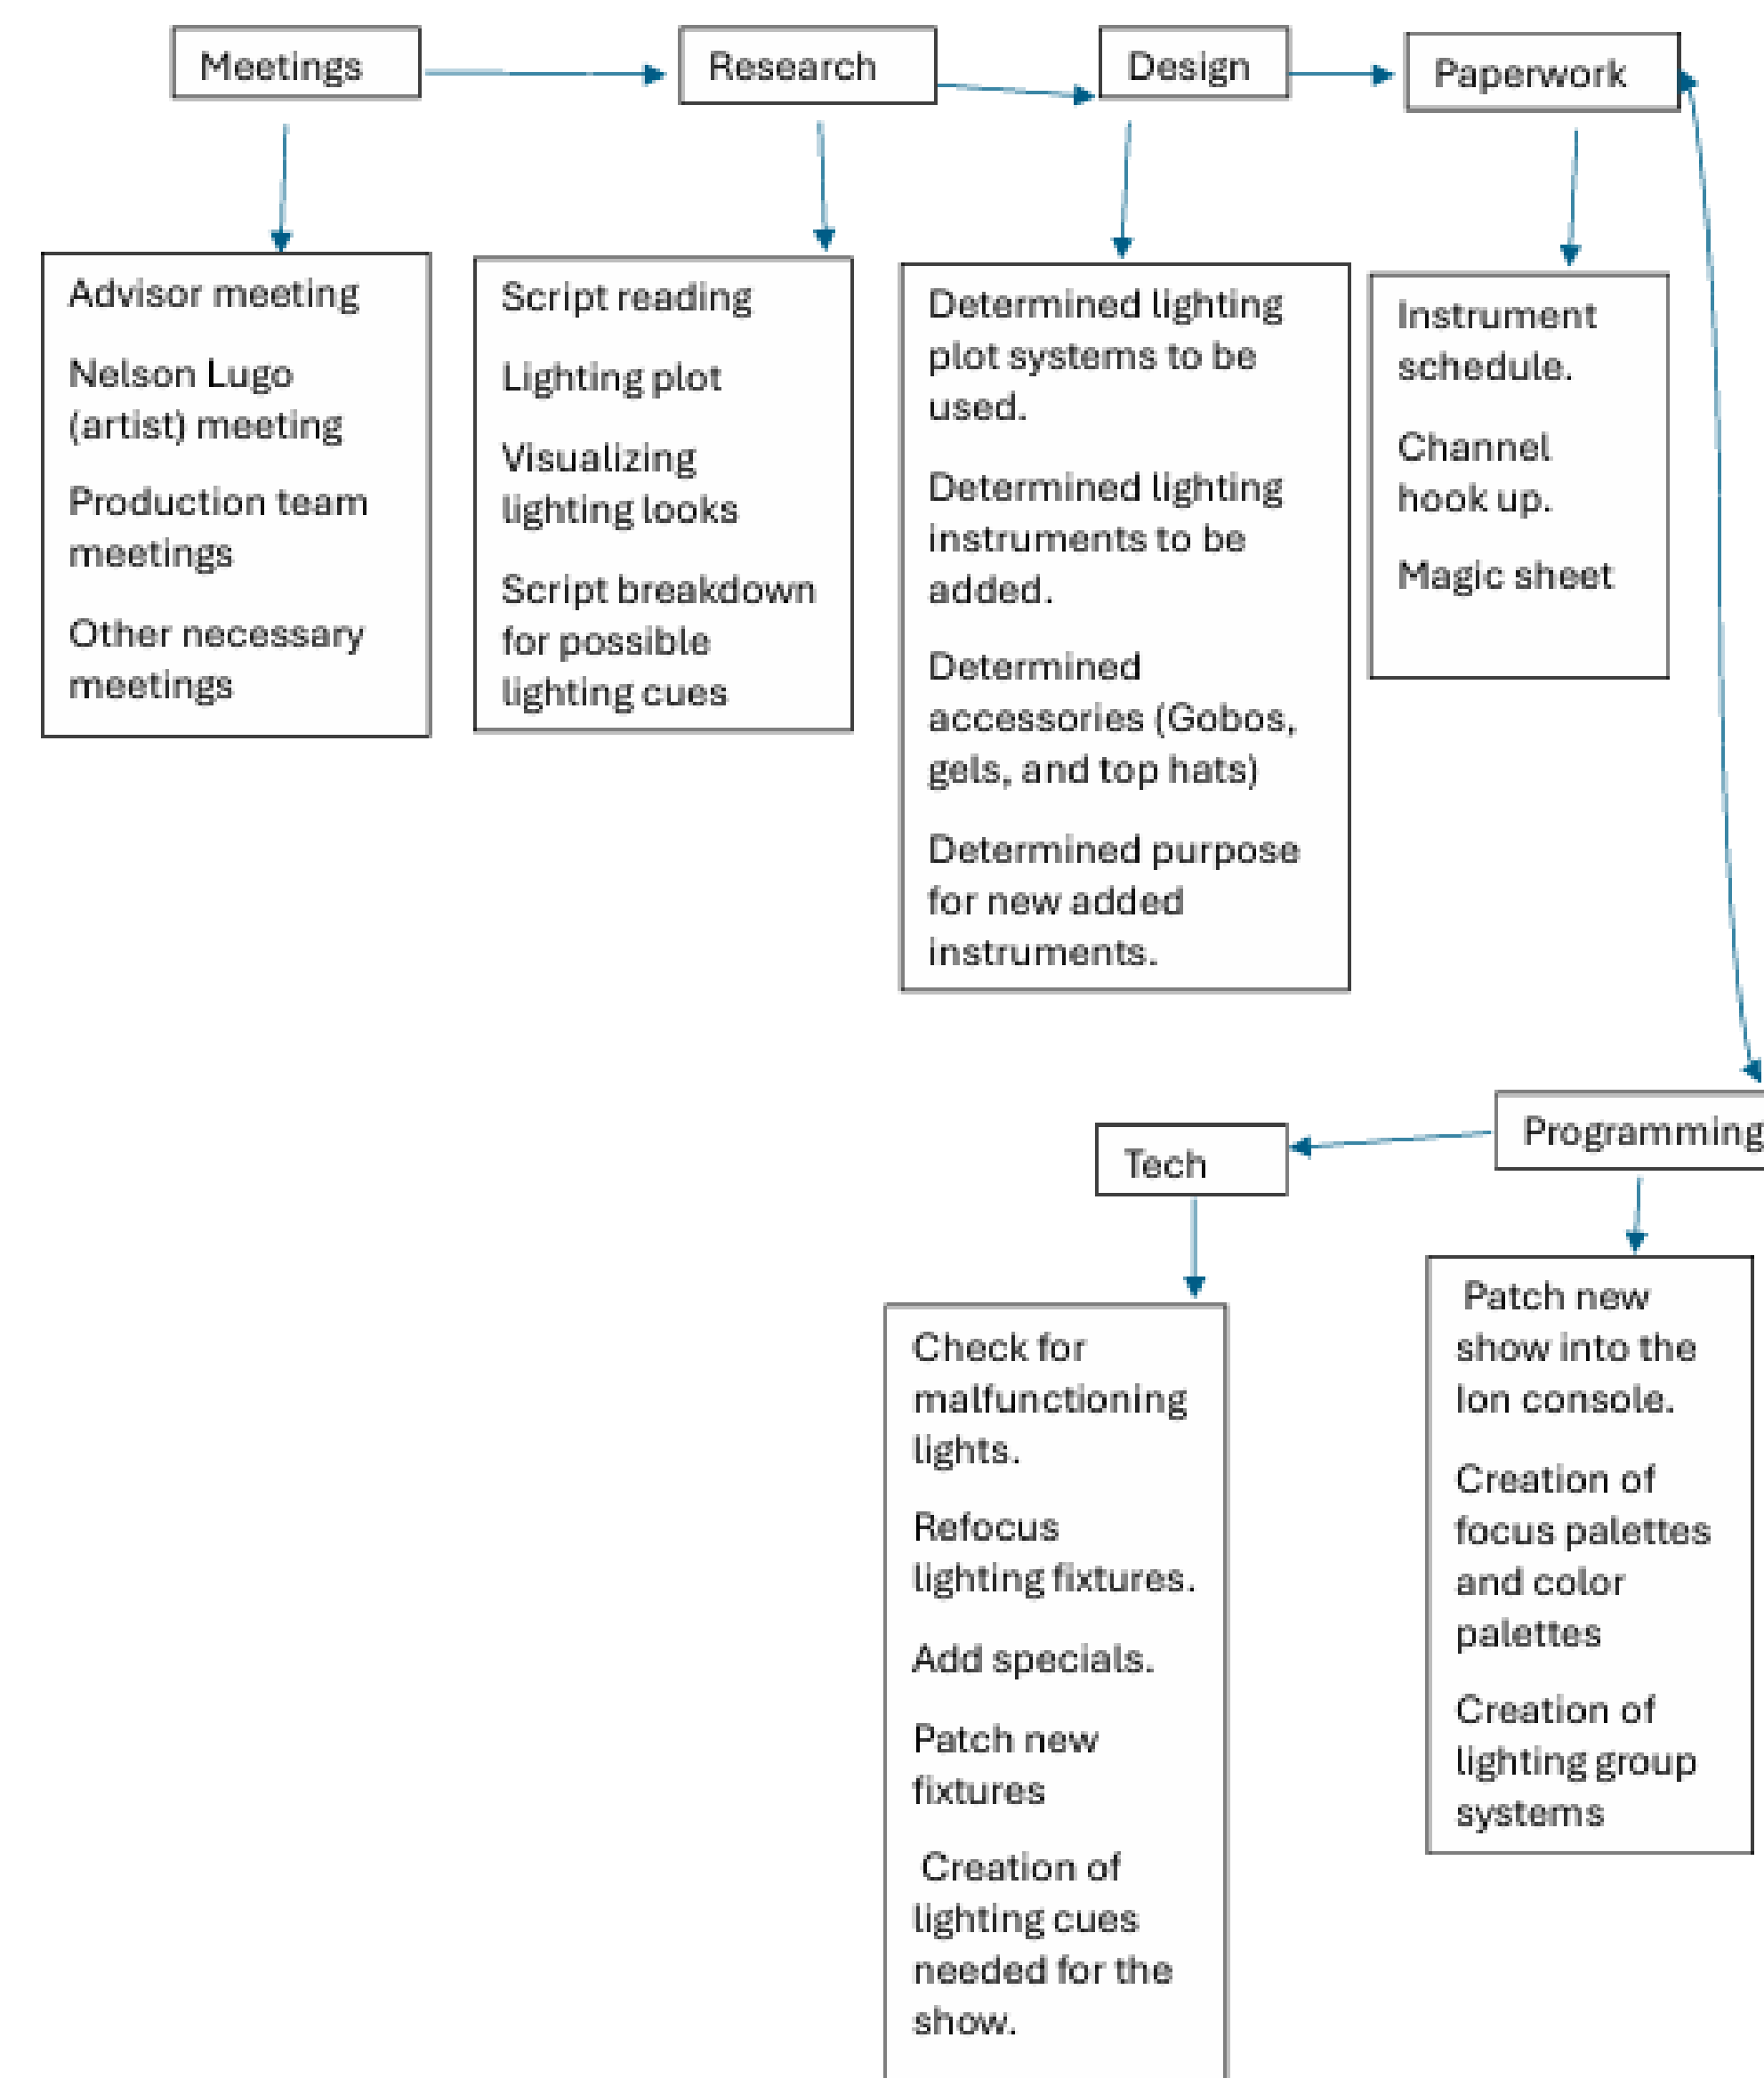 Meetings
Research
Design
Paperwork
Advisor meeting
Nelson Lugo
(artist) meeting
Production team
meetings
Other necessary
meetings
Script reading
Lighting plot
Visualizing
lighting looks
Script breakdown
for possible
lighting cues
Determined lighting
plot systems to be
used.
Determined lighting
instruments to be
added.
Determined
accessories (Gobos,
gels, and top hats)
Determined purpose
for new added
instruments.
Instrument
schedule.
Channel
hook up.
Magic sheet
Tech
Programming
Check for
malfunctioning
lights.
Refocus
lighting fixtures.
Add specials.
Patch new
fixtures
Creation of
lighting cues
needed for the
show.
Patch new
show into the
Ion console.
Creation of
focus palettes
and color
palettes
Creation of
lighting group
systems